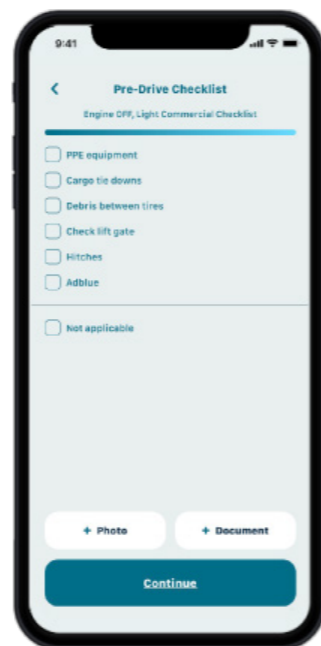 9:41
Pre-Drive Checklist
Engine OFF, Light Commercial Checklist
PPE equipment
Cargo tie downs
Debris between tires
Check lift gate
Hitches
Adblue
Not applicable
+ Photo
+ Document
Continue